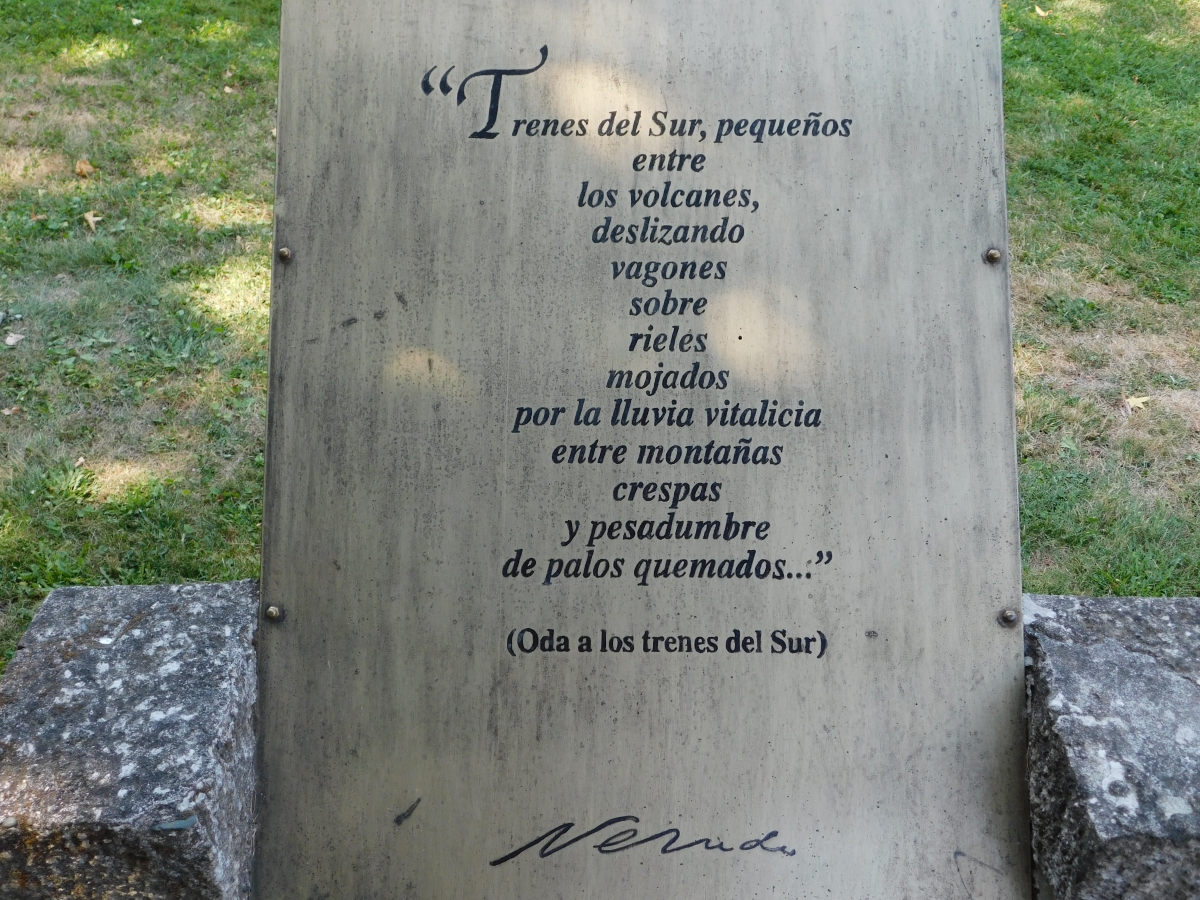 “Trenes del Sur, pequeños
entre
los volcanes,
deslizando
vagones
sobre
rieles
mojados
por la lluvia vitalicia
entre montañas
crespas
y pesadumbre
de palos quemados...”
(Oda a los trenes del Sur)
Neruda